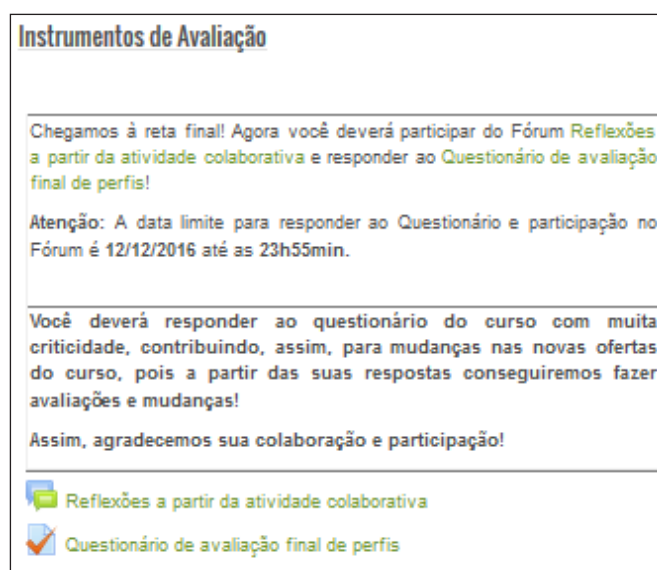 Instrumentos de Avaliação
Chegamos à reta final! Agora você deverá participar do Fórum Reflexões
a partir da atividade colaborativa e responder ao Questionário de avaliação
final de perfis!
Atenção: A data limite para responder ao Questionário e participação no
Fórum é 12/12/2016 até as 23h55min.
Você deverá responder ao questionário do curso com muita
criticidade, contribuindo, assim, para mudanças nas novas ofertas
do curso, pois a partir das suas respostas conseguiremos fazer
avaliações e mudanças!
Assim, agradecemos sua colaboração e participação!
Reflexões a partir da atividade colaborativa
Questionário de avaliação final de perfis